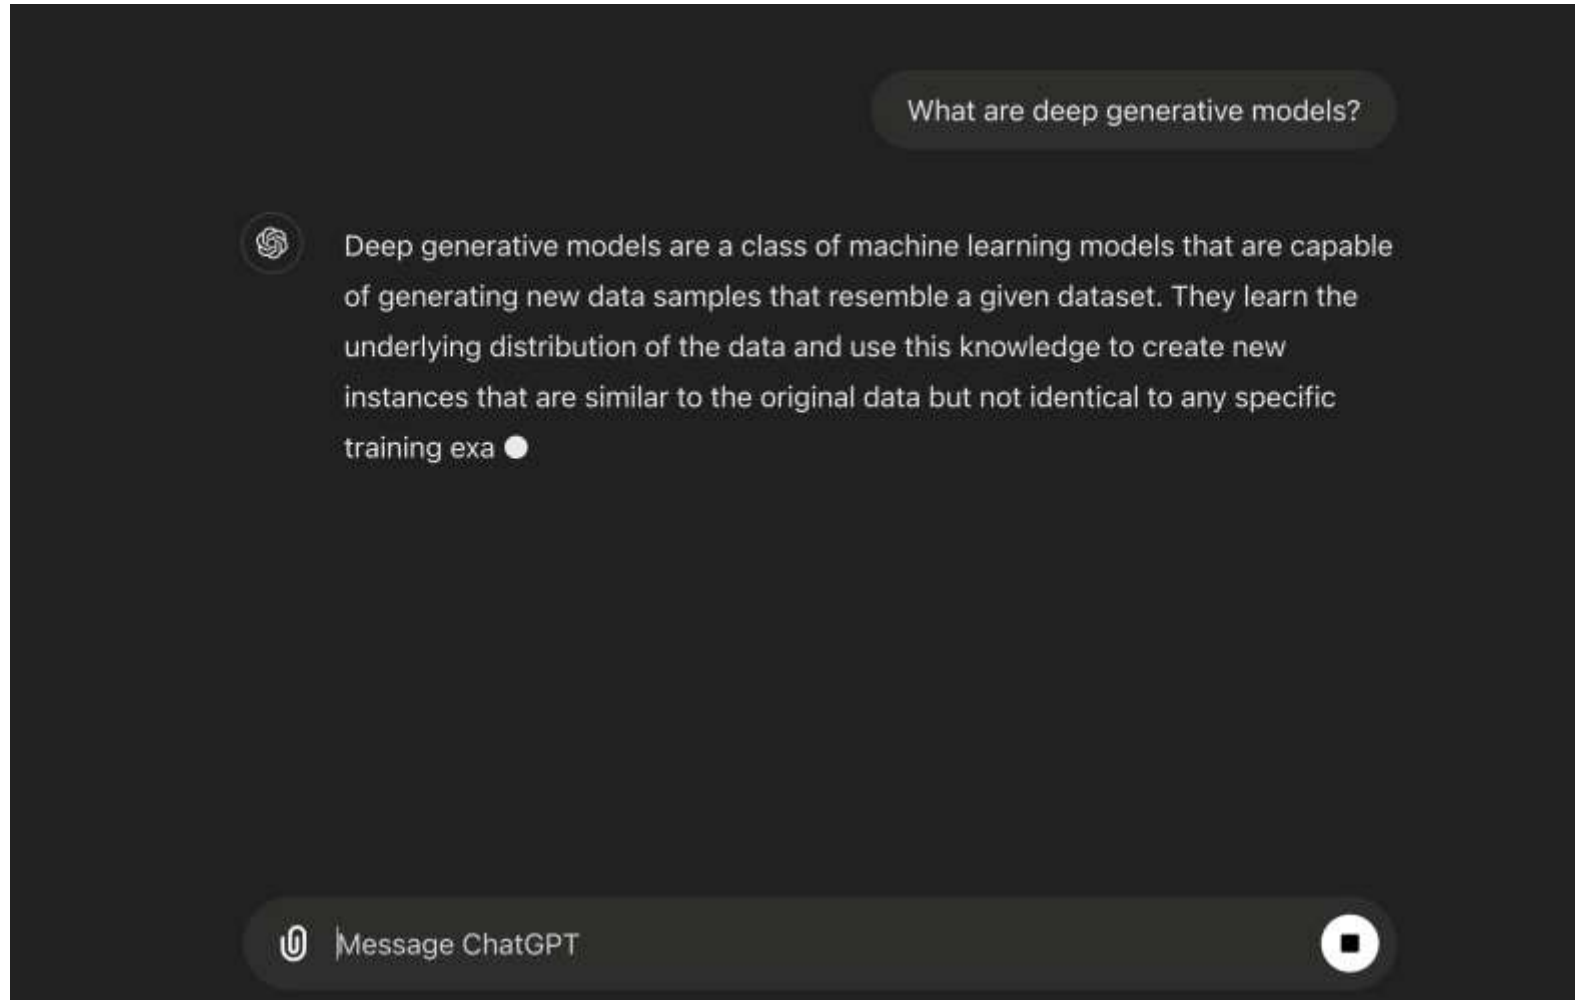 What are deep generative models?
Deep generative models are a class of machine learning models that are capable
of generating new data samples that resemble a given dataset. They learn the
underlying distribution of the data and use this knowledge to create new
instances that are similar to the original data but not identical to any specific
training exa
Message ChatGPT